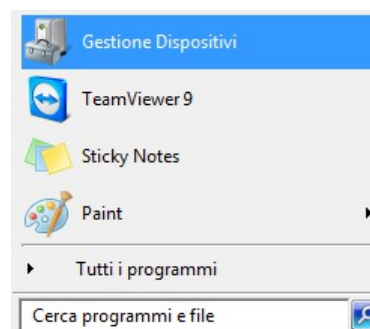 Gestione Dispositivi
TeamViewer 9
Sticky Notes
Paint
Tutti i programmi
Cerca programmi e file